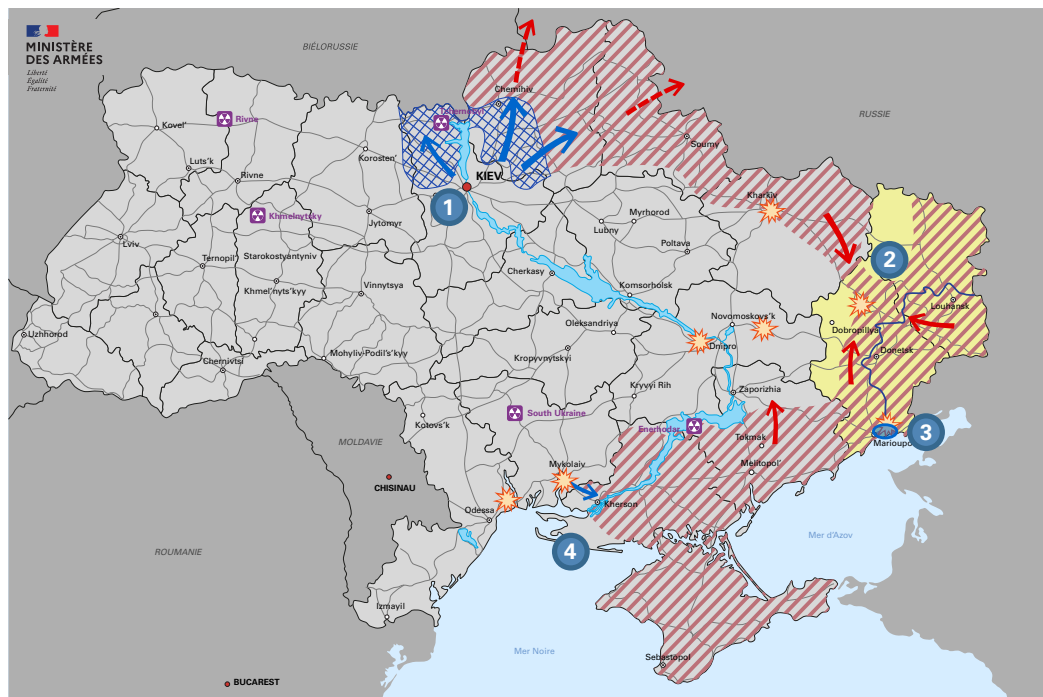 MINISTÈRE
DES ARMÉES
Liberté
Égalité
Fraternité
BIÉLORUSSIE
RUSSIE
Chernihiv
Kovel'
Rivne
Soumy
Korosten'
Luts'k
Rivne
KIEV
Kharkiv
1
Khmelnytsky
Jytomyr
Myrhorod
Lubny
Lviv
Starokostyantyniv
Poltava
2
Ternopil'
Cherkasy
Khmel'nyts'kyy
Vinnytsya
Komsorholsk
Louhansk
Novomoskovs'k
Oleksandriya
Dobropillya
Uzhhorod
Dnipro
Mohyliv-Podil's'kyy
Donetsk
Chernivtsi
Kropyvnytskyi
Kryvyi Rih
Zaporizhia
South Ukraine
Kotovs'k
Enerhodar
3
MOLDAVIE
Tokmak
Marioupo
Mykolaiv
Melitopol'
CHISINAU
Kherson
Odessa
Mer d'Azov
4
ROUMANIE
Izmayil
Mer Noire
Sebastopol
BUCAREST